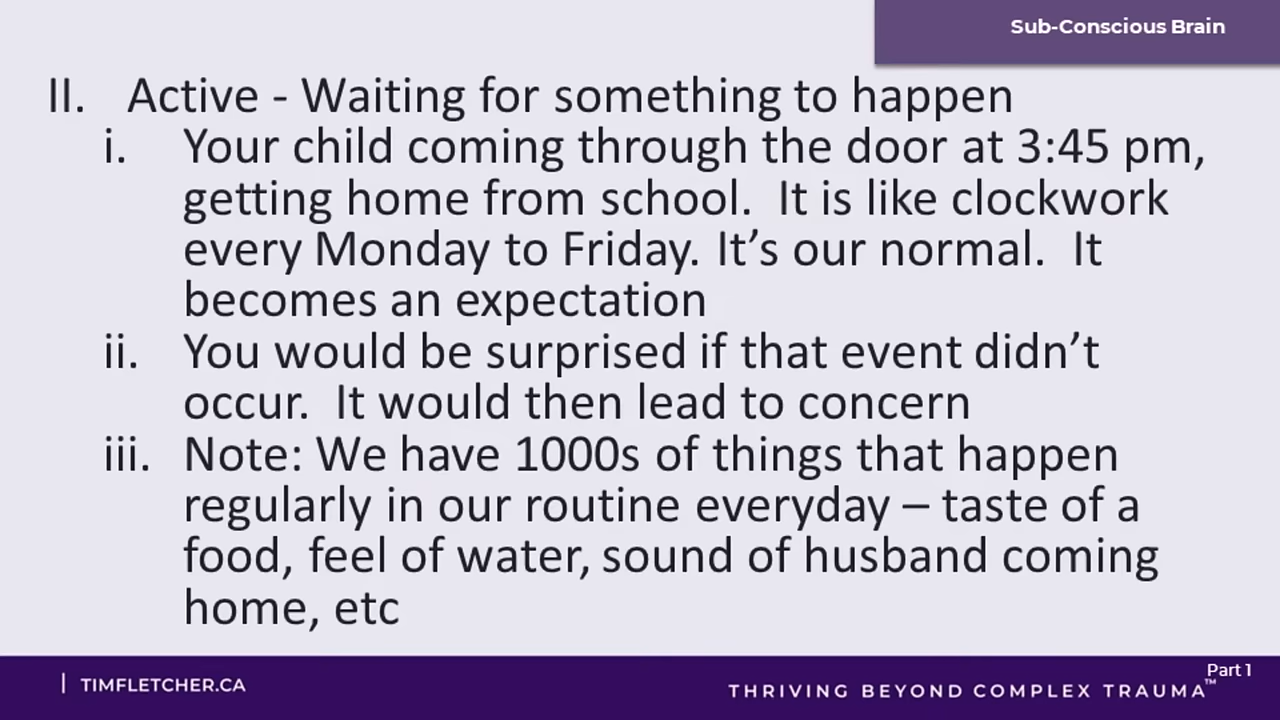 Sub-Conscious Brain
II. Active - Waiting for something to happen
i. Your child coming through the door at 3:45 pm,
getting home from school.  It is like clockwork
every Monday to Friday. It’s our normal.  It
becomes an expectation
ii. You would be surprised if that event didn’t
occur.  It would then lead to concern
iii. Note: We have 1000s of things that happen
regularly in our routine everyday – taste of a
food, feel of water, sound of husband coming
home, etc
| TIMFLETCHER.CA
THRIVING BEYOND COMPLEX TRAUMA™
Part 1